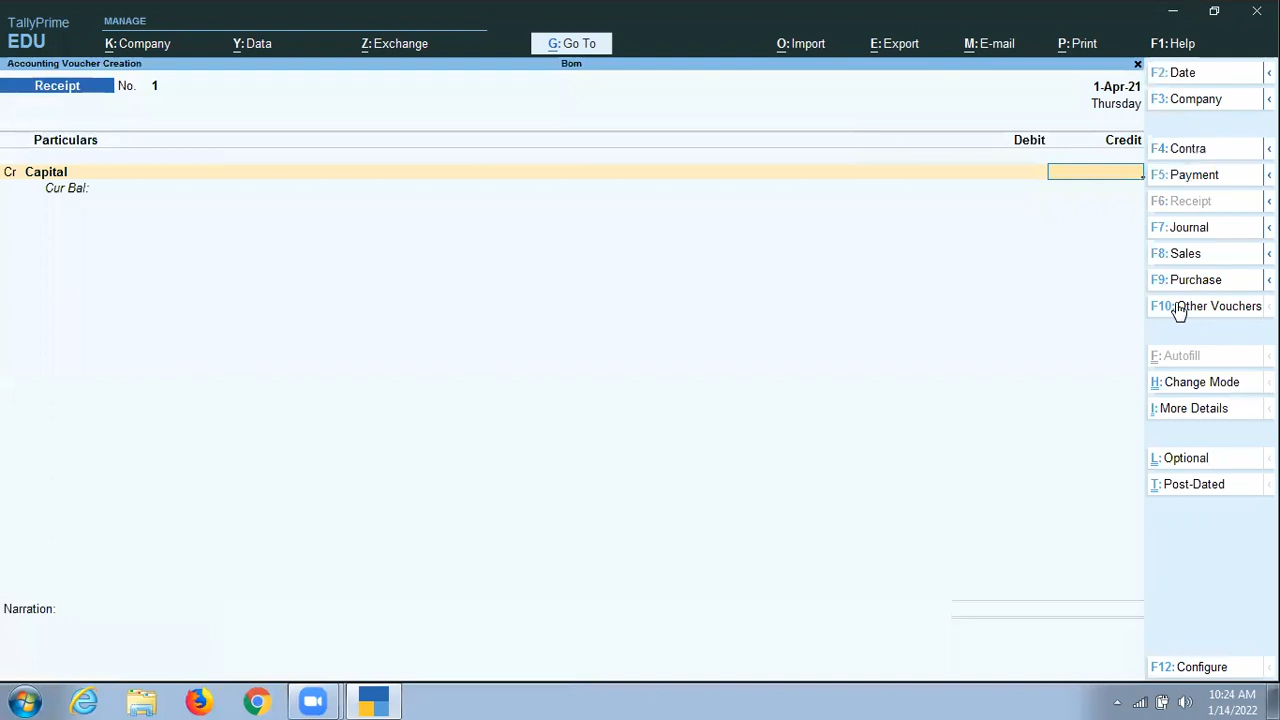 TallyPrime
EDU
MANAGE
K: Company
Y: Data
Z: Exchange
G: Go To
O: Import
E: Export
M: E-mail
P: Print
F1: Help
Accounting Voucher Creation
Bom
×
Receipt
No. 1
1-Apr-21
Thursday
Particulars
Debit
Credit
Cr Capital
Cur Bal:
Narration:
F2: Date
F3: Company
F4: Contra
F5: Payment
F6: Receipt
F7: Journal
F8: Sales
F9: Purchase
F10: Other Vouchers
F: Autofill
H: Change Mode
I: More Details
L: Optional
T: Post-Dated
F12: Configure
10:24 AM
1/14/2022